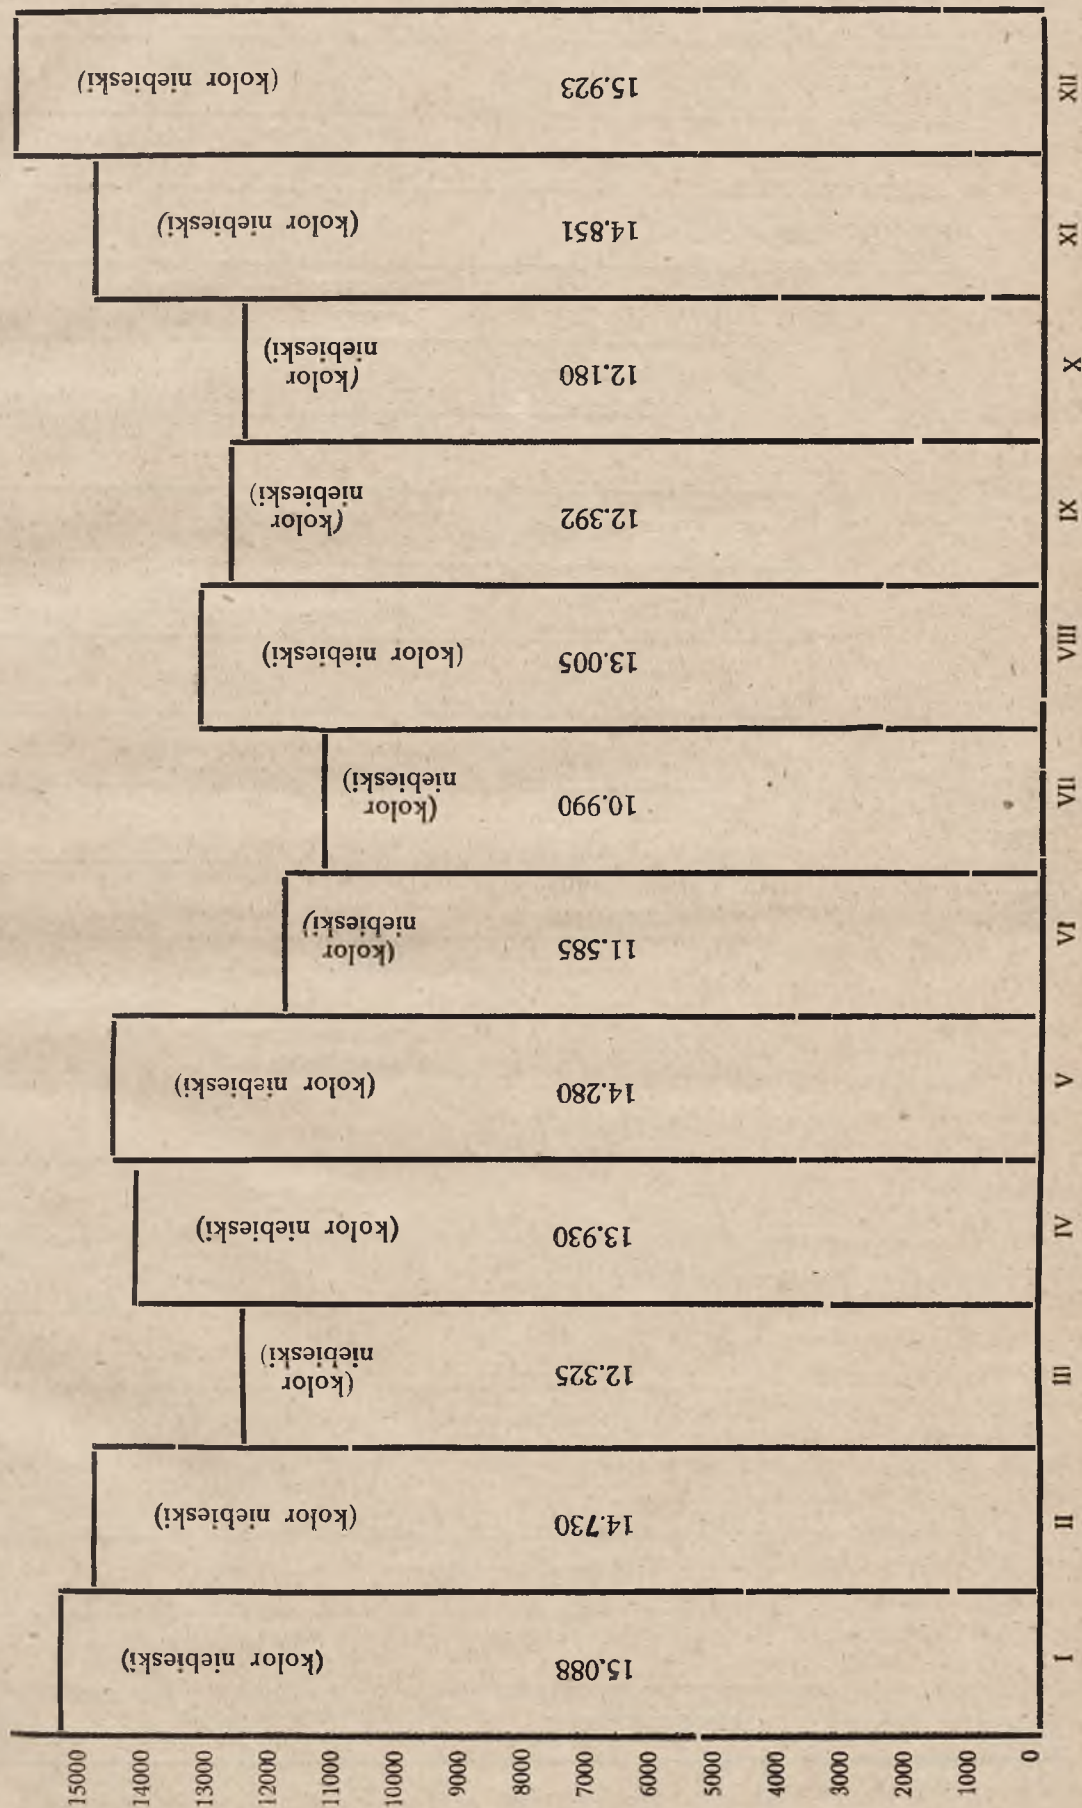 (kolor niebieski)
15.923
XII
(kolor niebieski)
14.851
XI
(kolor
niebieski)
12.180
X
(kolor
niebieski)
12.392
IX
(kolor niebieski)
13.005
VIII
(kolor
niebieski)
10.990
VII
(kolor
niebieski)
11.585
VI
(kolor niebieski)
14.280
V
(kolor niebieski)
13.930
IV
(kolor
niebieski)
12.325
III
(kolor niebieski)
14.730
II
(kolor niebieski)
15.088
I
15000
14000
13000
12000
11000
10000
9000
8000
7000
6000
5000
4000
3000
2000
1000
0